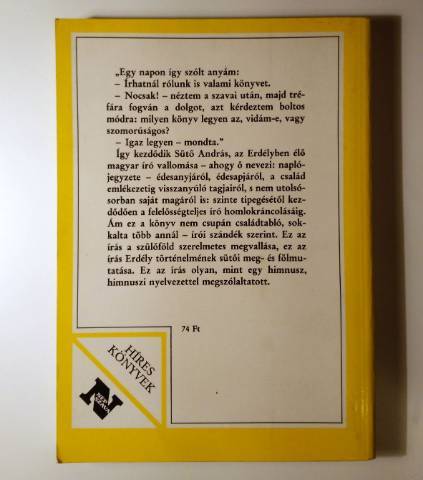 „Egy napon így szólt anyám:
– Írhatnál rólunk is valami könyvet.
– Nocsak! – néztem a szavai után, majd tré-
fára fogván a dolgot, azt kérdeztem boltos
módra: milyen könyv legyen az, vidám-e, vagy
szomorúságos?
– Igaz legyen – mondta.”
Így kezdődik Sütő András, az Erdélyben élő
magyar író vallomása – ahogy ő nevezi: napló-
jegyzete – édesanyjáról, édesapjáról, a család
emlékezetig visszanyúló tagjairól, s nem utolsó-
sorban saját magáról is: szinte tipegésétől kez-
dődően a felelősségteljes író homlokráncolásáig.
Ám ez a könyv nem csupán családtabló, sok-
kalta több annál – írói szándék szerint. Ez az
írás a szülőföld szerelmetes megvallása, ez az
írás Erdély történelmének sütői meg- és fölmu-
tatása. Ez az írás olyan, mint egy himnusz,
himnuszi nyelvezettel megszólaltatott.
74 Ft
HÍRES
KÖNYVEK
NÉP
SZAVA